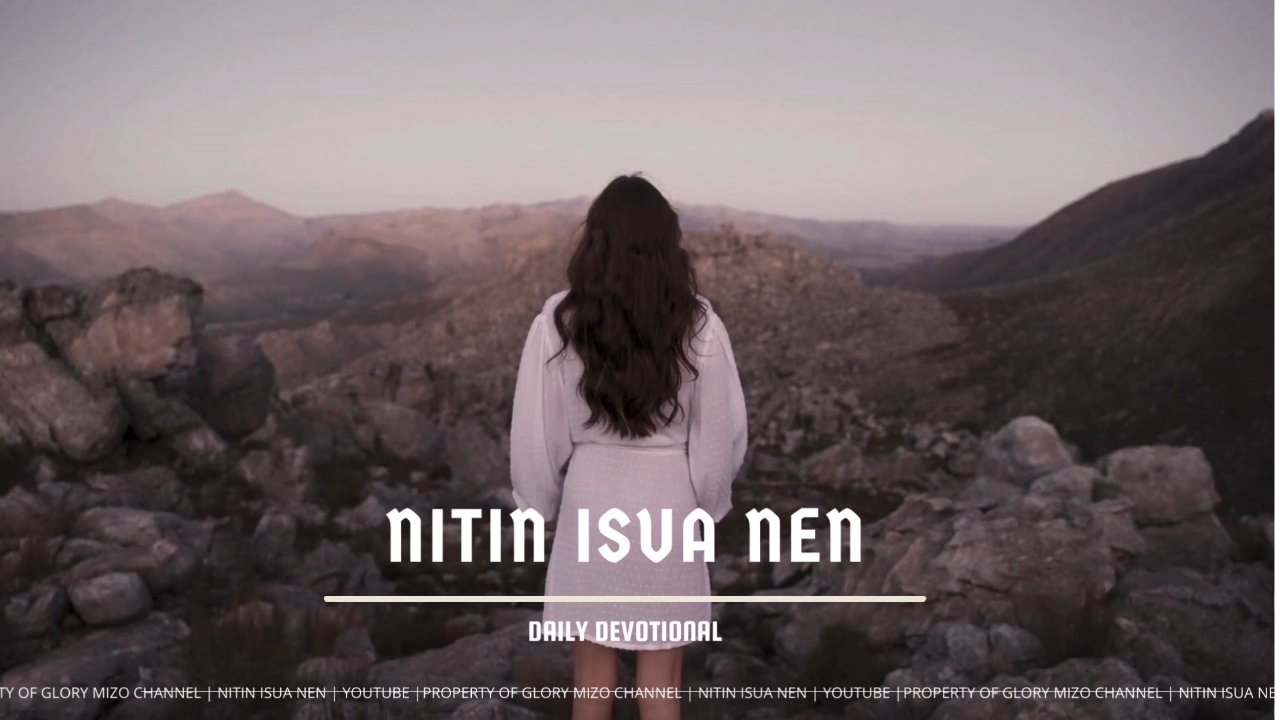 NITIN ISUA NEN
DAILY DEVOTIONAL
TY OF GLORY MIZO CHANNEL | NITIN ISUA NEN | YOUTUBE |PROPERTY OF GLORY MIZO CHANNEL | NITIN ISUA NEN | YOUTUBE |PROPERTY OF GLORY MIZO CHANNEL | NITIN ISUA NE